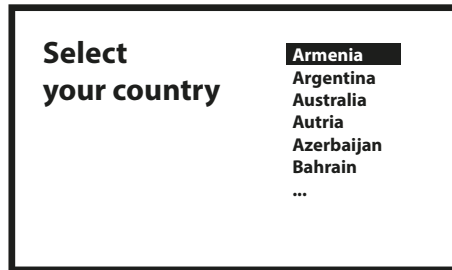 Select
your country
Armenia
Argentina
Australia
Autria
Azerbaijan
Bahrain
...